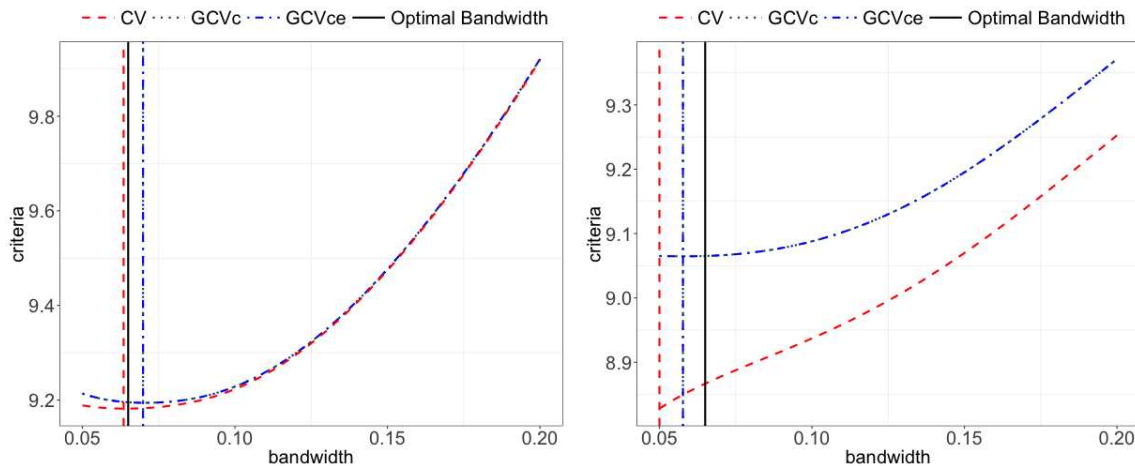 CV GCVc GCVce Optimal Bandwidth
9.8
9.6
9.4
9.2
criteria
0.05 0.10 0.15 0.20
bandwidth
CV GCVc GCVce Optimal Bandwidth
9.3
9.2
9.1
9.0
8.9
criteria
0.05 0.10 0.15 0.20
bandwidth